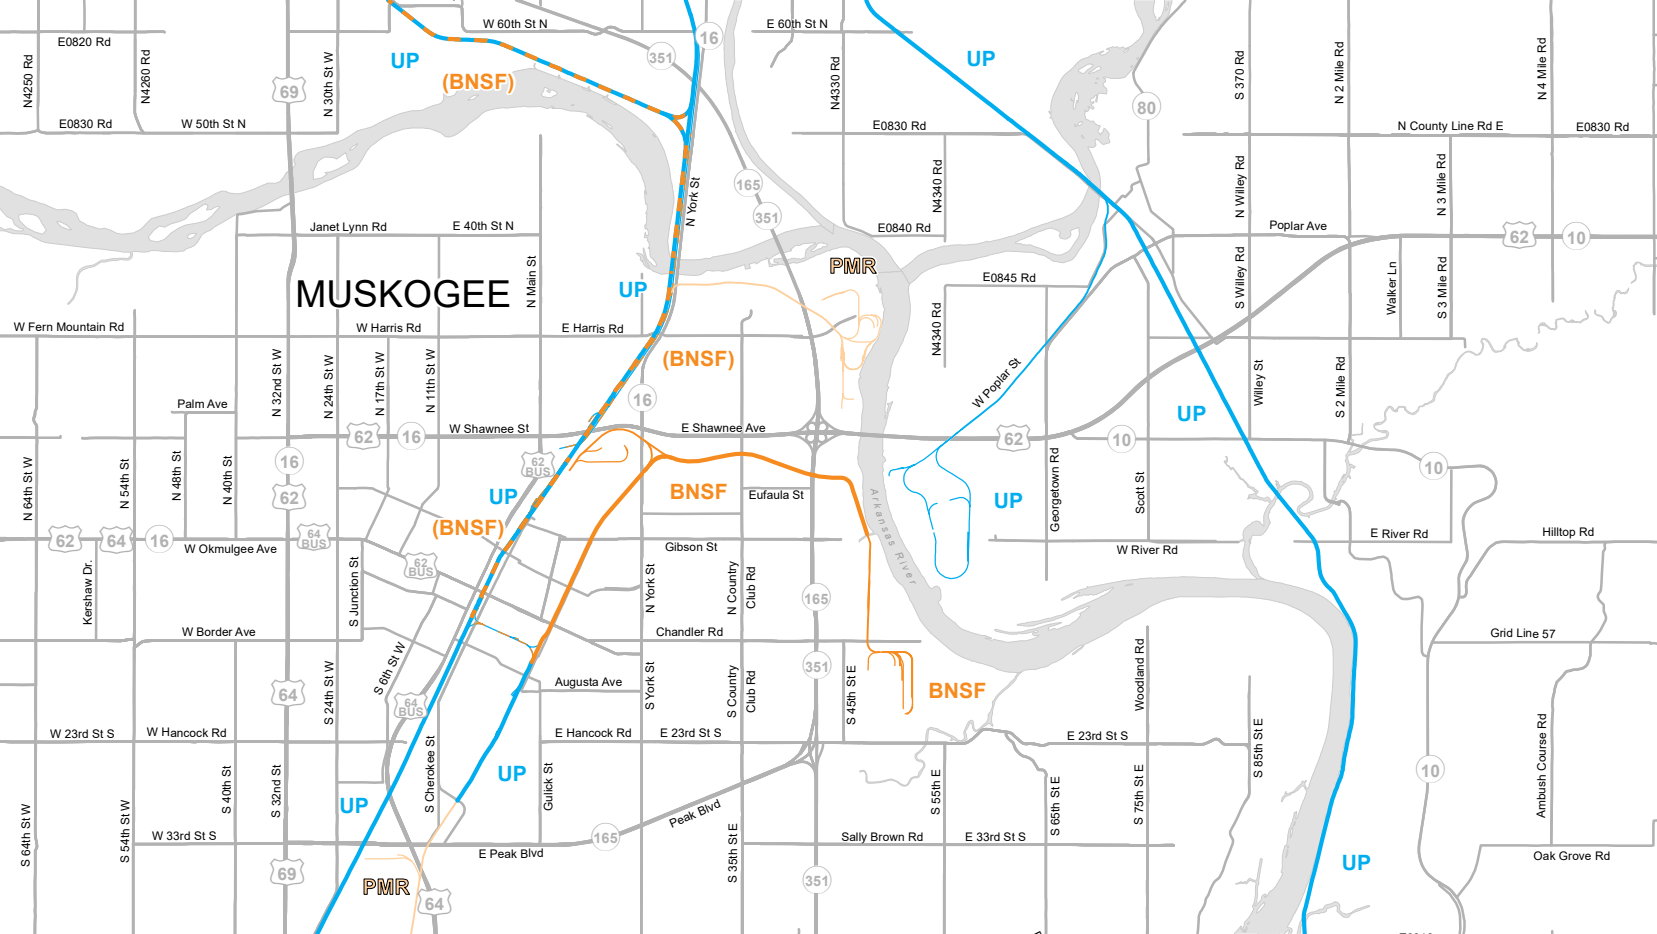 W 60th St N
E 60th St N
16
E0820 Rd
351
UP
UP
(BNSF)
N4250 Rd
N4260 Rd
69
N 30th St W
N4330 Rd
80
S 370 Rd
N 2 Mile Rd
N 4 Mile Rd
E0830 Rd
W 50th St N
E0830 Rd
N County Line Rd E
E0830 Rd
165
N York St
N4340 Rd
N Willey Rd
N 3 Mile Rd
351
Janet Lynn Rd
E 40th St N
E0840 Rd
Poplar Ave
62
10
PMR
MUSKOGEE
N Main St
UP
E0845 Rd
S Willey Rd
Walker Ln
S 3 Mile Rd
W Fern Mountain Rd
W Harris Rd
E Harris Rd
N4340 Rd
(BNSF)
N 32nd St W
N 24th St W
N 17th St W
N 11th St W
W Poplar St
Willey St
S 2 Mile Rd
16
UP
Palm Ave
62
16
W Shawnee St
E Shawnee Ave
62
10
16
62
BUS
10
N 64th St W
N 54th St
N 48th St
N 40th St
62
UP
BNSF
Eufaula St
UP
Georgetown Rd
Scott St
Arkansas River
(BNSF)
62
64
16
64
BUS
W Okmulgee Ave
Gibson St
W River Rd
E River Rd
Hilltop Rd
62
BUS
Kershaw Dr.
S Junction St
N York St
N Country
Club Rd
165
W Border Ave
Chandler Rd
Grid Line 57
S 6th St W
351
Augusta Ave
BNSF
64
S 24th St W
64
BUS
S York St
S Country
Club Rd
S 45th St E
Woodland Rd
W 23rd St S
W Hancock Rd
E Hancock Rd
E 23rd St S
E 23rd St S
S 85th St E
Ambush Course Rd
10
UP
S 40th St
S 32nd St
S Cherokee St
Gulick St
UP
S 55th St E
S 65th St E
S 75th St E
Peak Blvd
S 64th St W
S 54th St W
W 33rd St S
165
E Peak Blvd
S 35th St E
Sally Brown Rd
E 33rd St S
Oak Grove Rd
UP
69
PMR
64
351